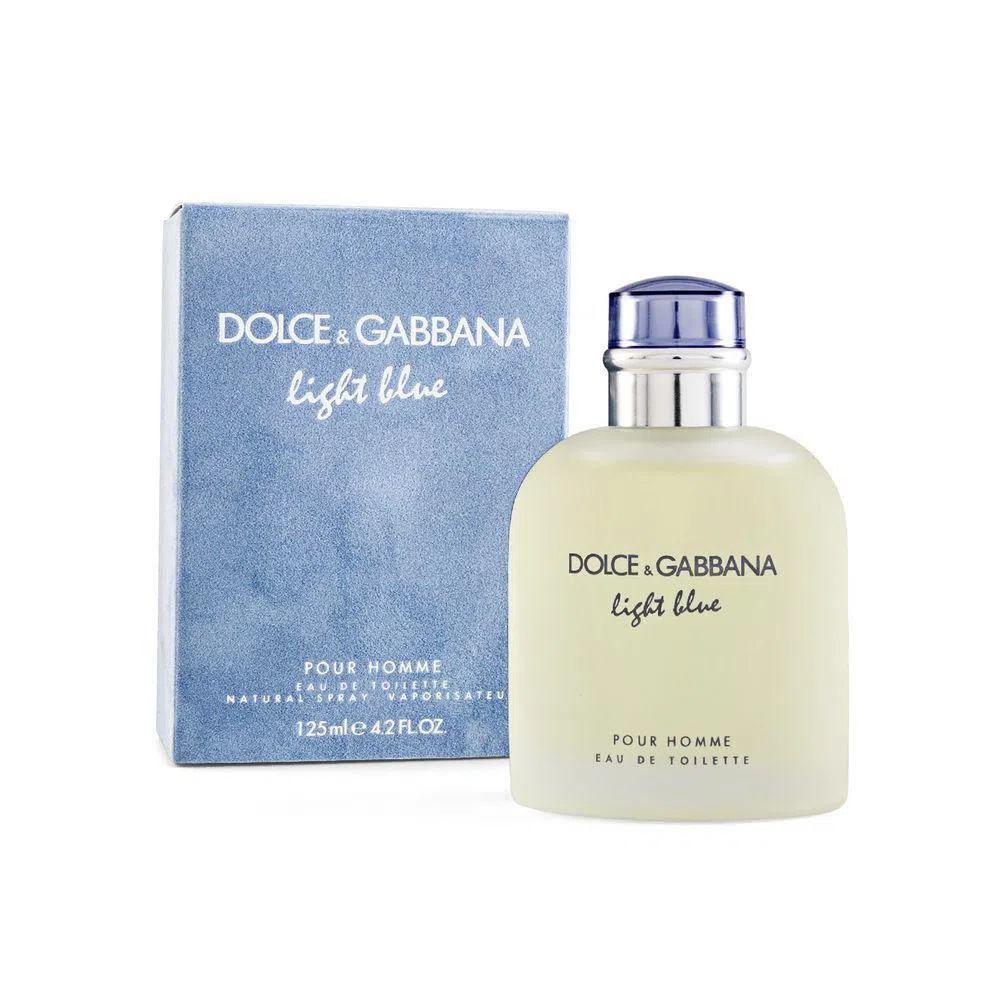 DOLCE & GABBANA
light blue
POUR HOMME
EAU DE TOILETTE
NATURAL SPRAY VAPORISATEU
125ml e 4.2 FL.OZ.
DOLCE & GABBANA
light blue
POUR HOMME
EAU DE TOILETTE